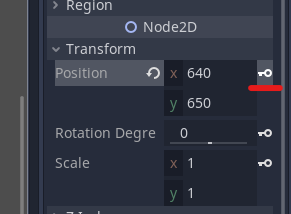 Region
Node2D
Transform
Position x 640
y 650
Rotation Degre 0
Scale x 1
y 1